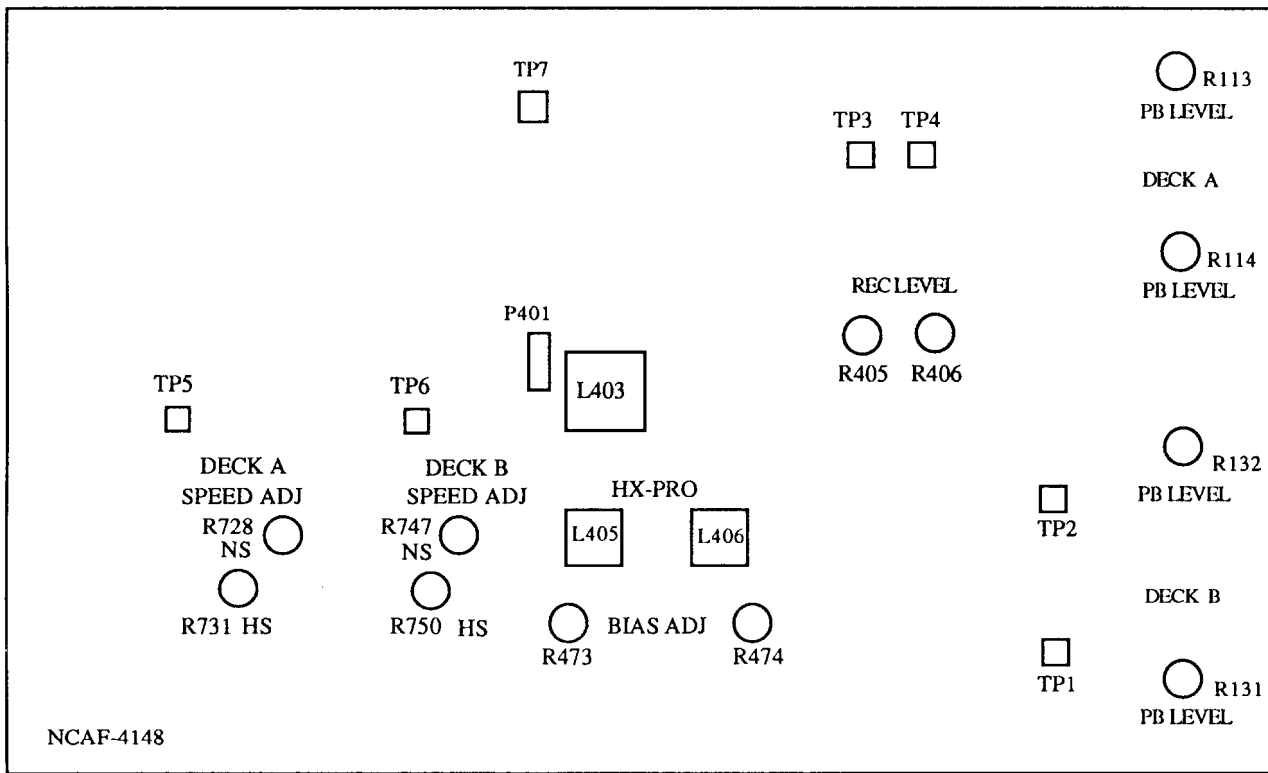 TP7
R113
PB LEVEL
TP3 TP4
DECK A
R114
PB LEVEL
REC LEVEL
P401
L403
R405 R406
TP5
TP6
DECK A
SPEED ADJ
R728
NS
R731 HS
DECK B
SPEED ADJ
R747
NS
R750 HS
HX-PRO
L405
L406
R473
BIAS ADJ
R474
R132
PB LEVEL
TP2
DECK B
TP1
R131
PB LEVEL
NCAF-4148